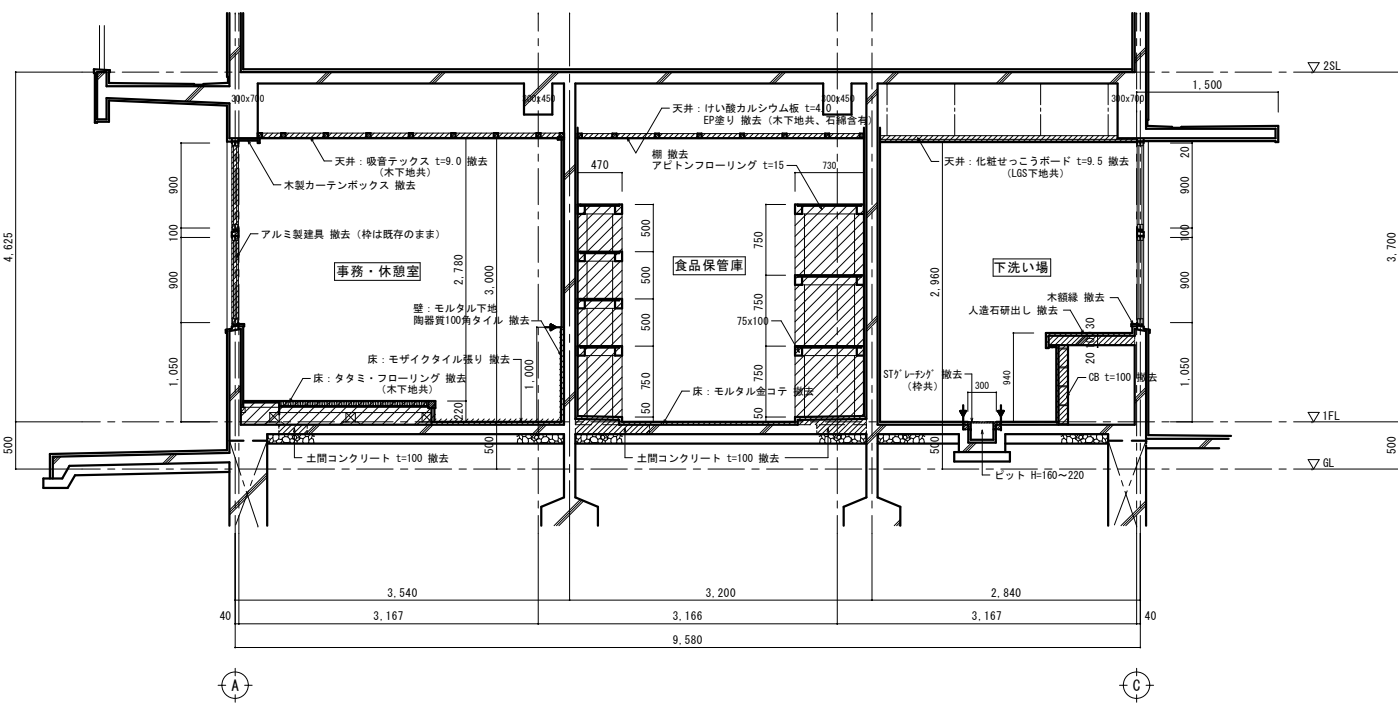 2SL
1,500
300x700
300x450
300x450
300x700
天井：けい酸カルシウム板 t=4.0
EP塗り 撤去（木下地共、石綿含有）
天井：吸音テックス t=9.0 撤去
（木下地共）
木製カーテンボックス 撤去
棚 撤去
アピトンフローリング t=15
470
730
天井：化粧せっこうボード t=9.5 撤去
（LGS下地共）
20
900
900
100
100
4,625
3,700
アルミ製建具 撤去（枠は既存のまま）
事務・休憩室
食品保管庫
下洗い場
2,780
3,000
2,960
500
500
500
750
50
750
750
750
50
900
900
木額縁 撤去
人造石研出し 撤去
壁：モルタル下地
陶器質100角タイル 撤去
75x100
30
20
940
床：モザイクタイル張り 撤去
1,000
1,050
1,050
床：タタミ・フローリング 撤去
（木下地共）
220
床：モルタル金コテ 撤去
STグレーチング 撤去
（枠共）
300
CB t=100 撤去
1FL
500
500
500
500
GL
土間コンクリート t=100 撤去
土間コンクリート t=100 撤去
ピット H=160～220
3,540
3,200
2,840
40
3,167
3,166
3,167
40
9,580
A
C